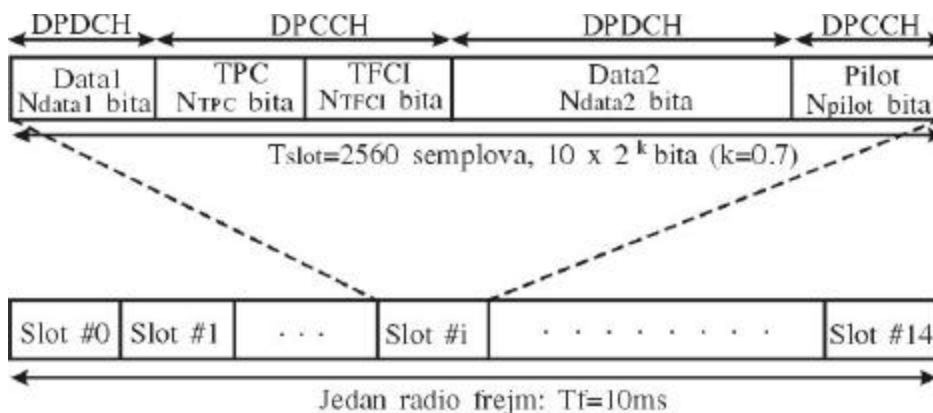 DPDCH DPCCH DPDCH DPCCH
Data1 TPC TFCI Data2 Pilot
Ndata1 bita NTPC bita NTFCI bita Ndata2 bita Npilot bita
Tslot=2560 semplova, 10 x 2 k bita (k=0.7)
Slot #0 Slot #1 . . . Slot #i . . . . . . . . Slot #14
Jedan radio frejm: Tf=10ms